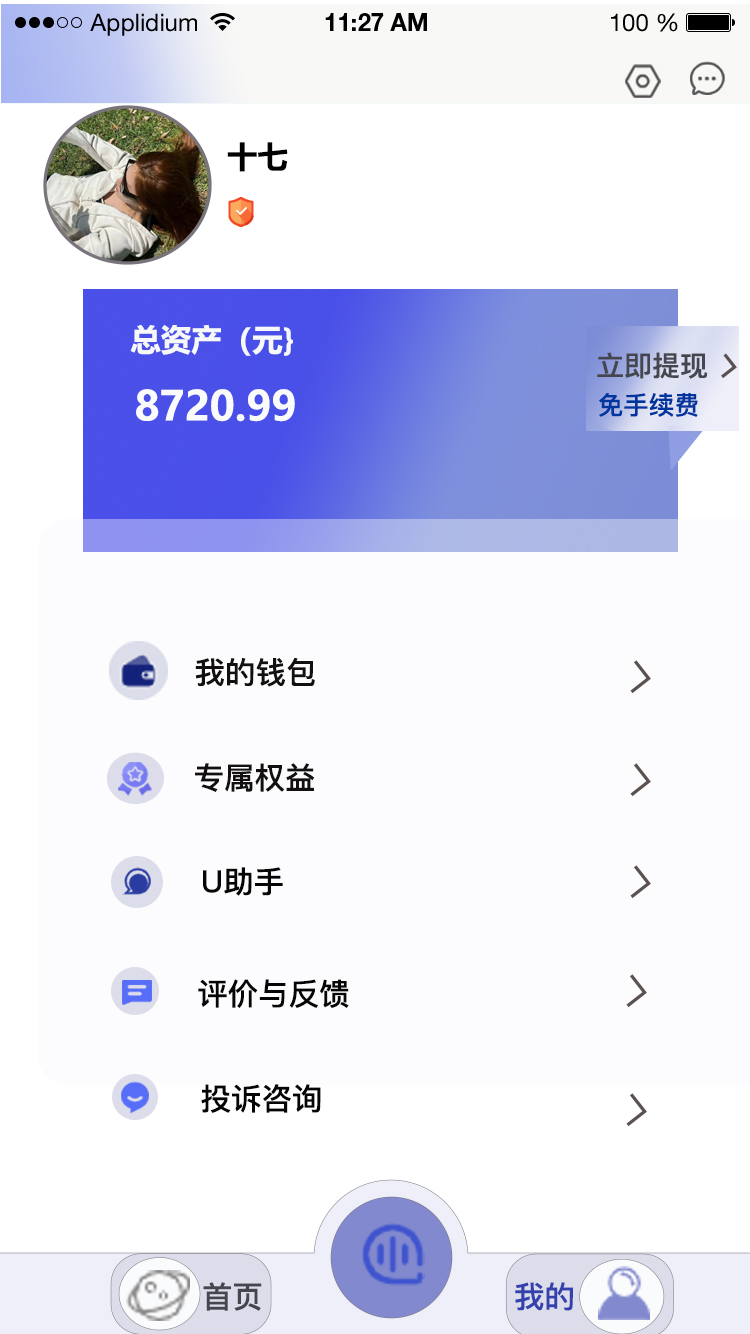 Applidium 11:27 AM 100 %
十七
总资产（元}
8720.99
立即提现
免手续费
我的钱包
专属权益
U助手
评价与反馈
投诉咨询
首页
我的